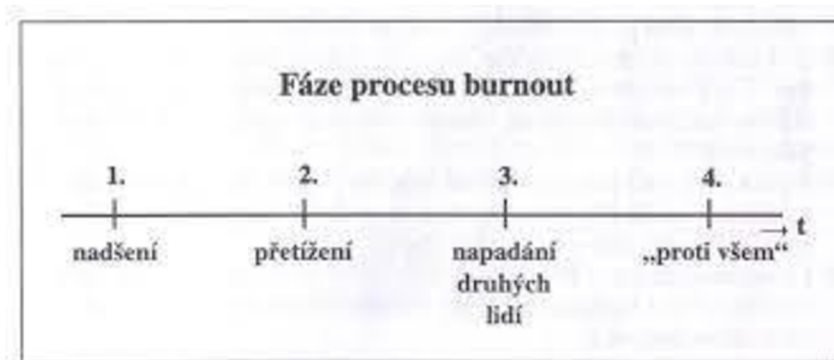 Fáze procesu burnout
1. 2. 3. 4.
→ t
nadšení přetížení napadání „proti všem“
druhých
lidí